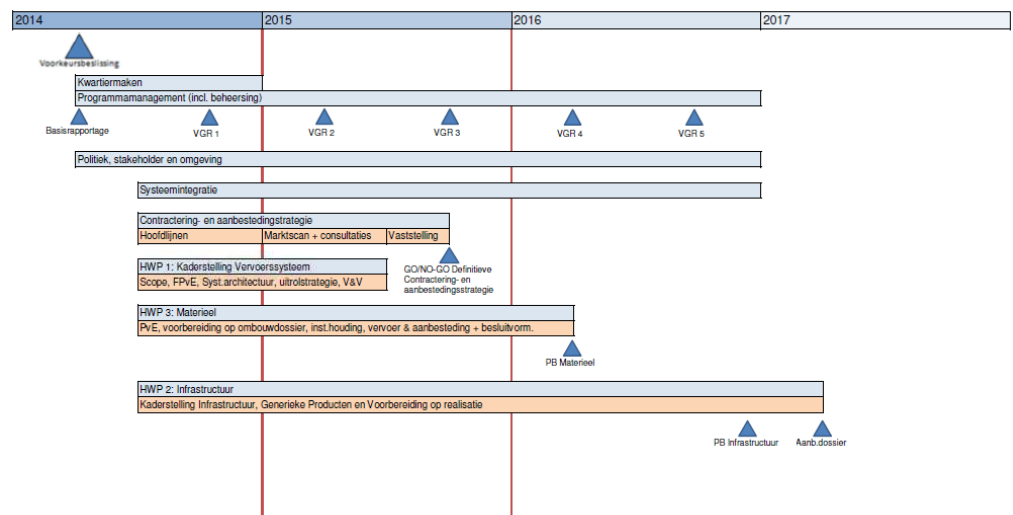 2014 2015 2016 2017
Voorkeursbeslissing
Kwartiermaken
Programmamanagement (incl. beheersing)
Basisrapportage VGR 1 VGR 2 VGR 3 VGR 4 VGR 5
Politiek, stakeholder en omgeving
Systeemintegratie
Contractering- en aanbestedingstrategie
Hoofdlijnen Marktscan + consultaties Vaststelling
GO/NO-GO Definitieve
Contractering- en
aanbestedingsstrategie
HWP 1: Kaderstelling Vervoerssysteem
Scope, FPvE, Syst.architectuur, uitrolstrategie, V&V
HWP 3: Materieel
PvE, voorbereiding op ombouwdossier, inst.houding, vervoer & aanbesteding + besluitvorm.
PB Materieel
HWP 2: Infrastructuur
Kaderstelling Infrastructuur, Generieke Producten en Voorbereiding op realisatie
PB Infrastructuur Aanb.dossier